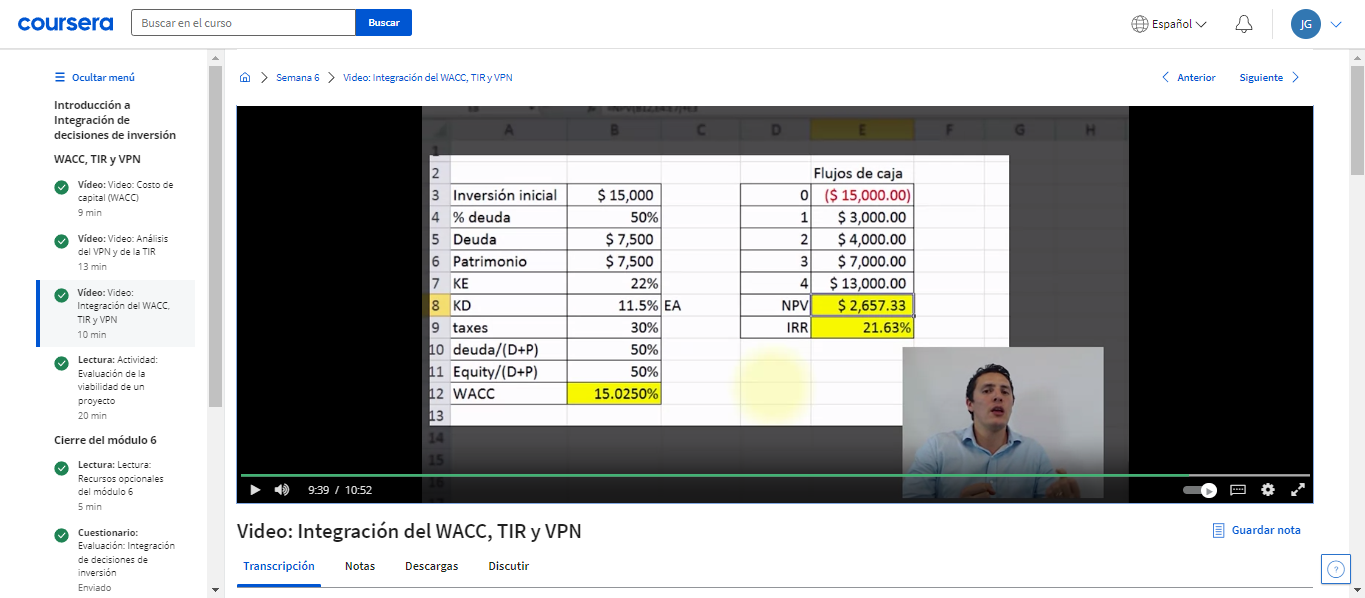 coursera
Buscar en el curso
Buscar
Español
JG
Ocultar menú
Introducción a
Integración de
decisiones de inversión
WACC, TIR y VPN
Vídeo: Video: Costo de
capital (WACC)
9 min
Vídeo: Video: Análisis
del VPN y de la TIR
13 min
Vídeo: Video:
Integración del WACC,
TIR y VPN
10 min
Lectura: Actividad:
Evaluación de la
viabilidad de un
proyecto
20 min
Cierre del módulo 6
Lectura: Lectura:
Recursos opcionales
del módulo 6
5 min
Cuestionario:
Evaluación: Integración
de decisiones de
inversión
Enviado
Semana 6
Video: Integración del WACC, TIR y VPN
Anterior
Siguiente
A B C D E F G H
1
2 Flujos de caja
3 Inversión inicial $ 15,000 0 ($ 15,000.00)
4 % deuda 50% 1 $ 3,000.00
5 Deuda $ 7,500 2 $ 4,000.00
6 Patrimonio $ 7,500 3 $ 7,000.00
7 KE 22% 4 $ 13,000.00
8 KD 11.5% EA NPV $ 2,657.33
9 taxes 30% IRR 21.63%
10 deuda/(D+P) 50%
11 Equity/(D+P) 50%
12 WACC 15.0250%
13
14
15
16
9:39 / 10:52
Video: Integración del WACC, TIR y VPN
Guardar nota
Transcripción
Notas
Descargas
Discutir
?